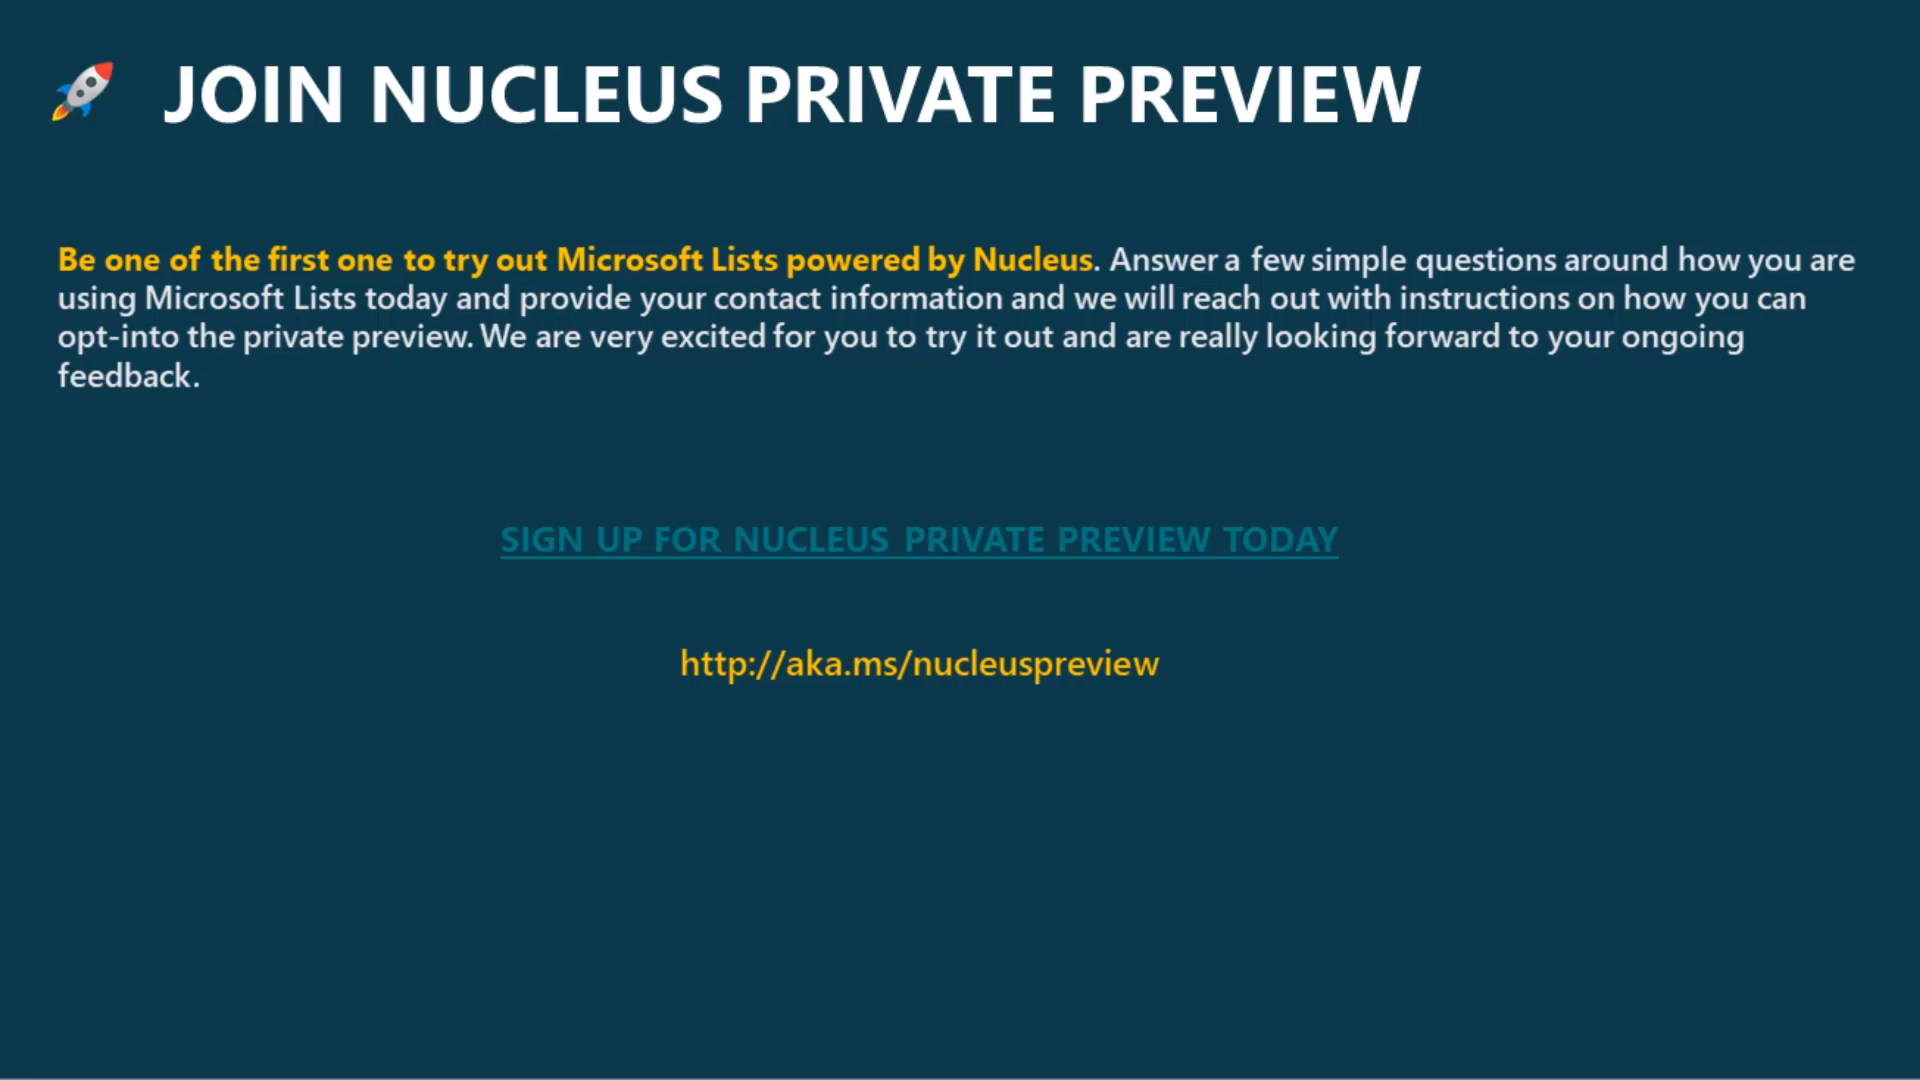 JOIN NUCLEUS PRIVATE PREVIEW
Be one of the first one to try out Microsoft Lists powered by Nucleus. Answer a few simple questions around how you are
using Microsoft Lists today and provide your contact information and we will reach out with instructions on how you can
opt-into the private preview. We are very excited for you to try it out and are really looking forward to your ongoing
feedback.
SIGN UP FOR NUCLEUS PRIVATE PREVIEW TODAY
http://aka.ms/nucleuspreview